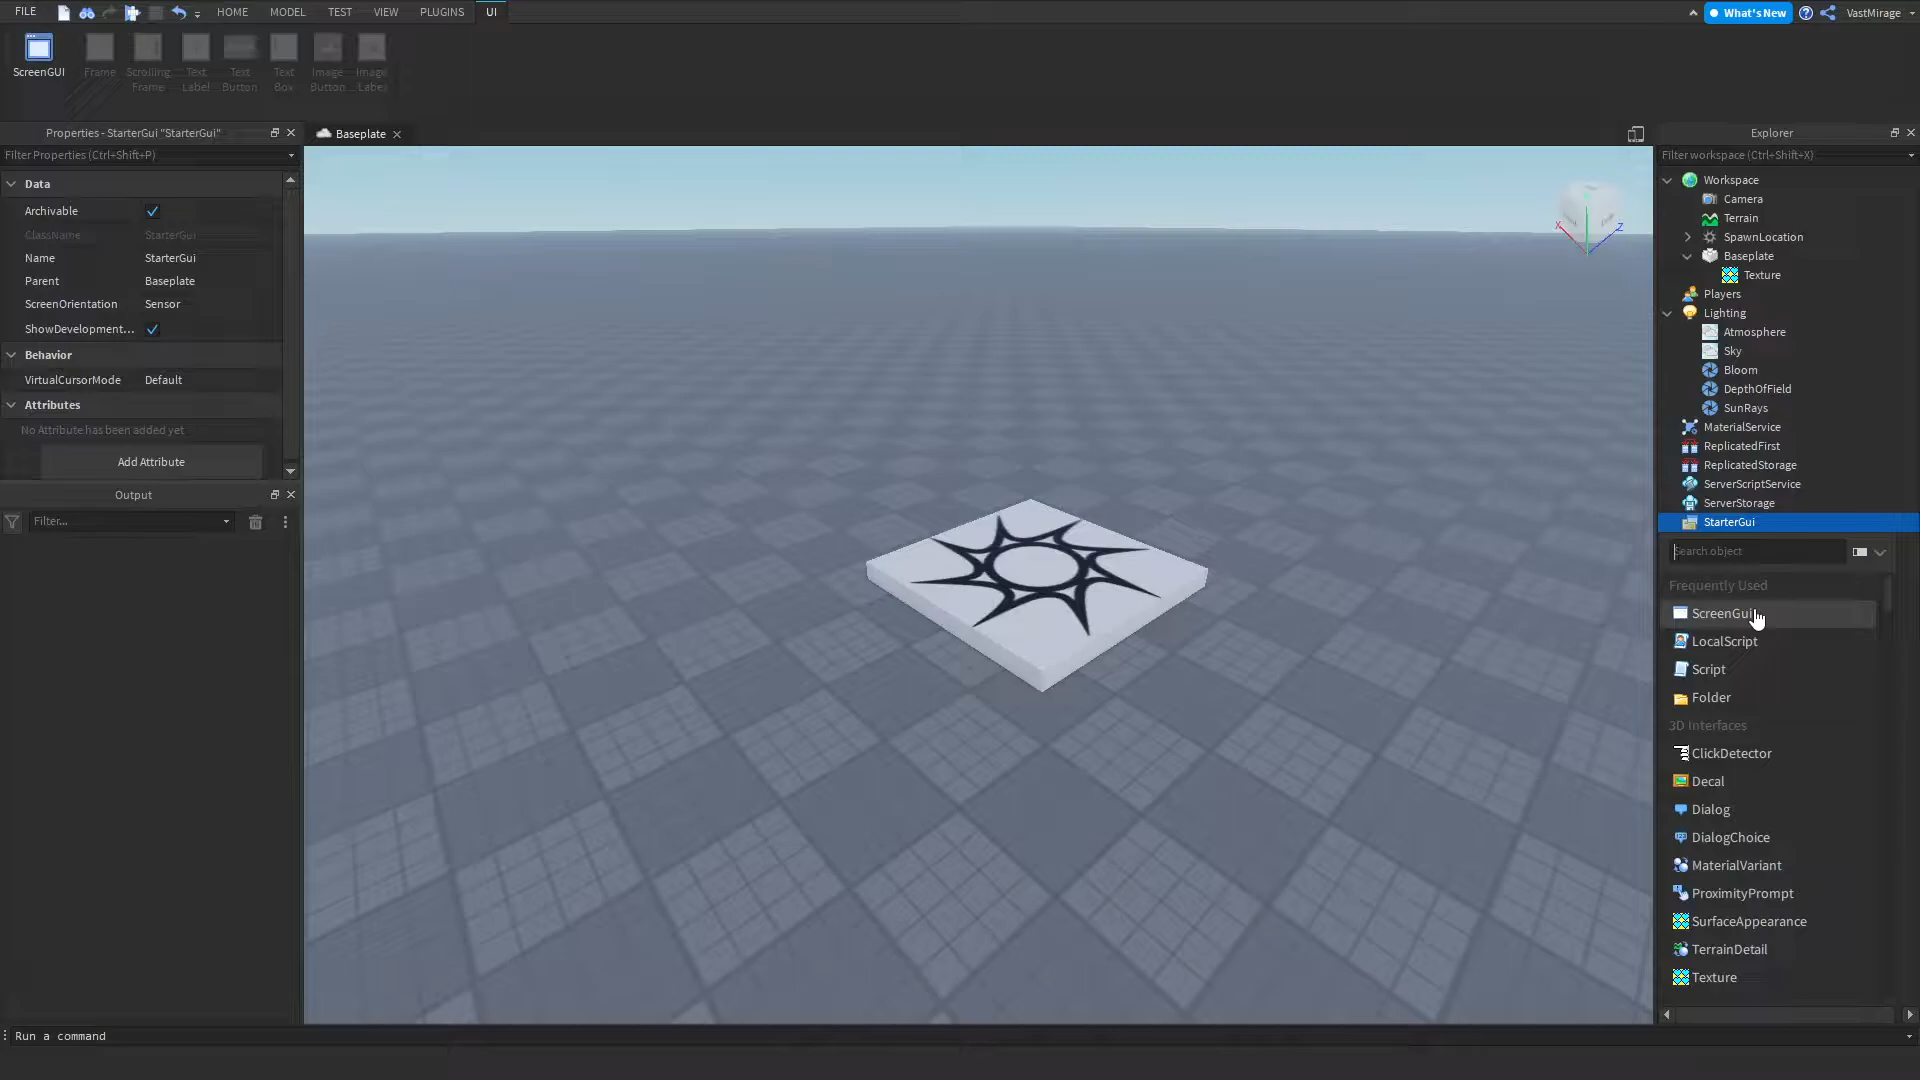 FILE
HOME
MODEL
TEST
VIEW
PLUGINS
UI
What's New
VastMirage
ScreenGUI
Frame
Scrolling Frame
Text Label
Text Button
Text Box
Image Button
Image Label
Properties - StarterGui "StarterGui"
Filter Properties (Ctrl+Shift+P)
Data
Archivable
ClassName StarterGui
Name StarterGui
Parent Baseplate
ScreenOrientation Sensor
ShowDevelopment...
Behavior
VirtualCursorMode Default
Attributes
No Attribute has been added yet
Add Attribute
Output
Filter...
Baseplate
X
Z
Explorer
Filter workspace (Ctrl+Shift+X)
Workspace
Camera
Terrain
SpawnLocation
Baseplate
Texture
Players
Lighting
Atmosphere
Sky
Bloom
DepthOfField
SunRays
MaterialService
ReplicatedFirst
ReplicatedStorage
ServerScriptService
ServerStorage
StarterGui
Search object
Frequently Used
ScreenGui
LocalScript
Script
Folder
3D Interfaces
ClickDetector
Decal
Dialog
DialogChoice
MaterialVariant
ProximityPrompt
SurfaceAppearance
TerrainDetail
Texture
Run a command